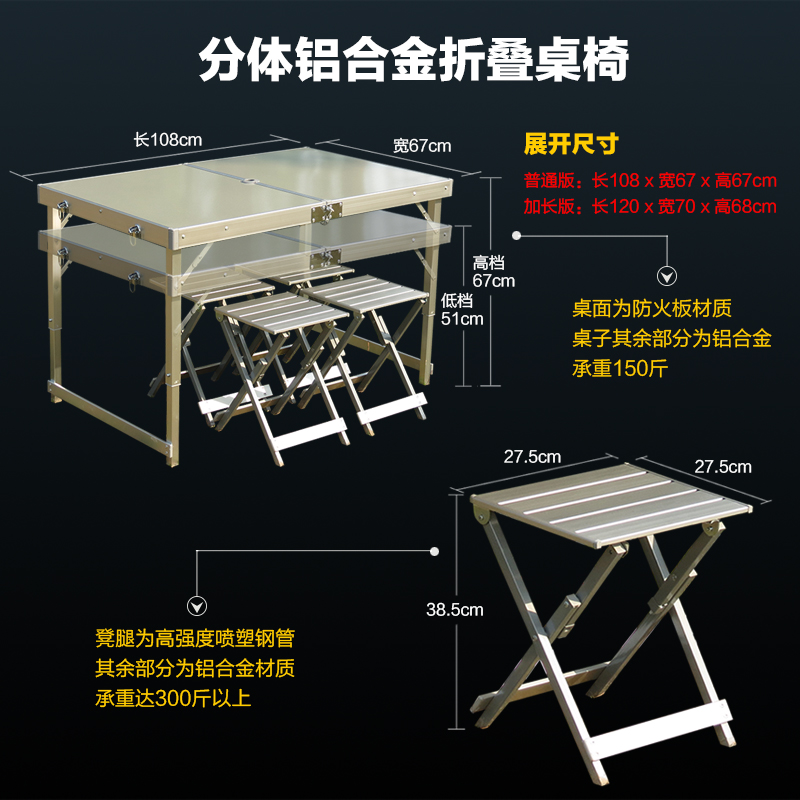 分体铝合金折叠桌椅
长108cm
宽67cm
展开尺寸
普通版：长108 x 宽67 x 高67cm
加长版：长120 x 宽70 x 高68cm
高档
67cm
低档
51cm
桌面为防火板材质
桌子其余部分为铝合金
承重150斤
27.5cm
27.5cm
38.5cm
凳腿为高强度喷塑钢管
其余部分为铝合金材质
承重达300斤以上